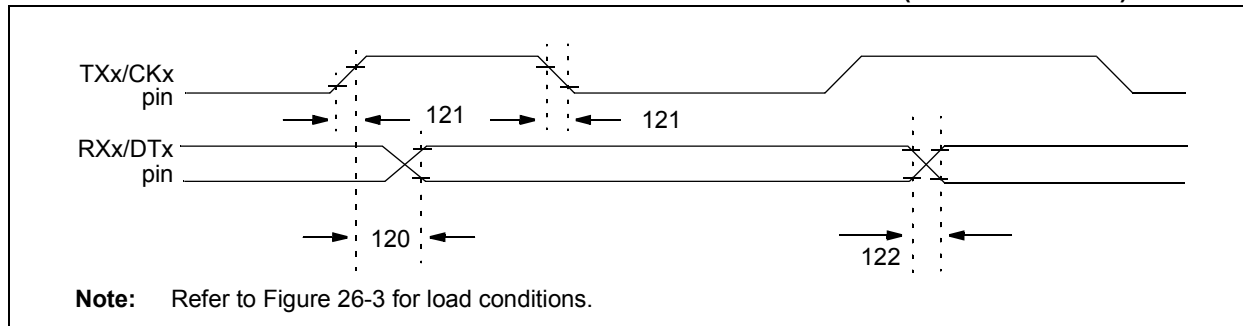 TXx/CKx
pin
121
121
RXx/DTx
pin
120
122
Note: Refer to Figure 26-3 for load conditions.